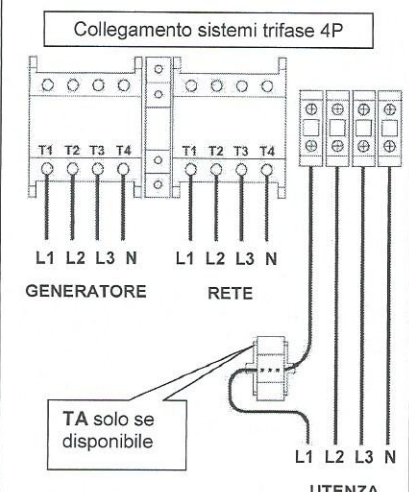 Collegamento sistemi trifase 4P
T1 T2 T3 T4
T1 T2 T3 T4
L1 L2 L3 N
L1 L2 L3 N
GENERATORE
RETE
TA solo se
disponibile
L1 L2 L3 N
UTENZA